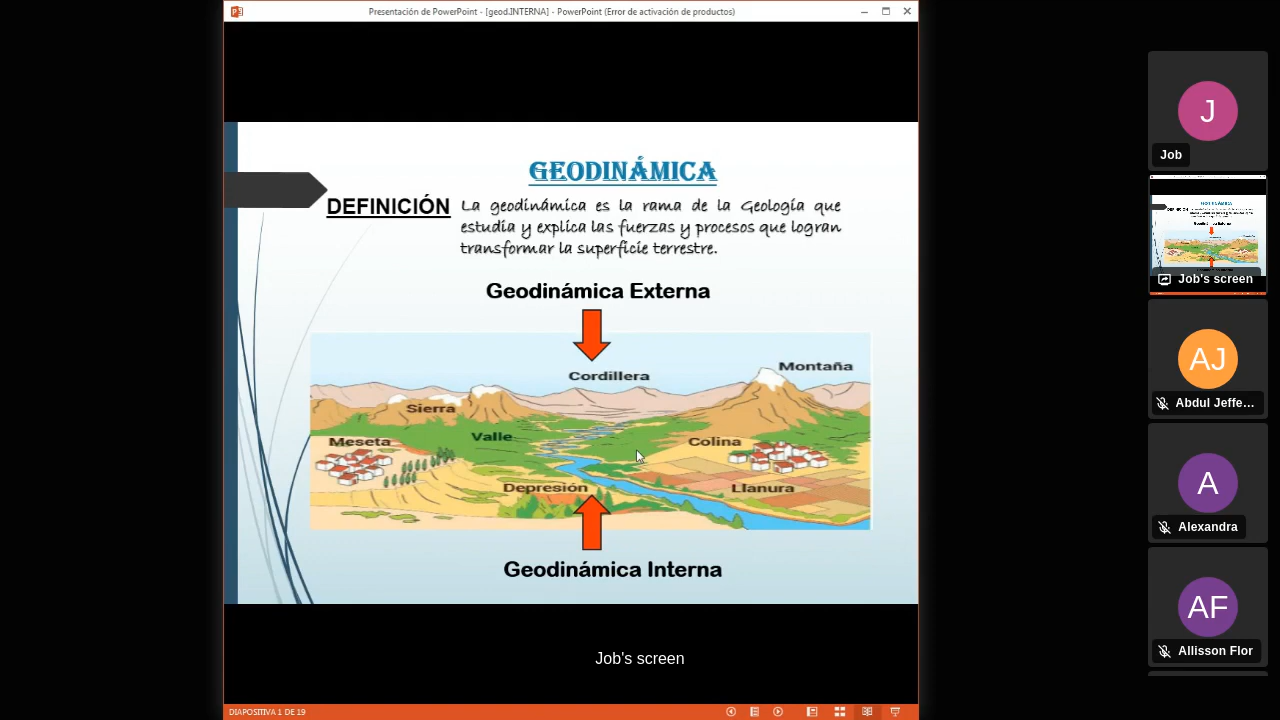 Presentación de PowerPoint - [geod.INTERNA] - PowerPoint (Error de activación de productos)
GEODINÁMICA
DEFINICIÓN
La geodinámica es la rama de la Geología que
estudia y explica las fuerzas y procesos que logran
transformar la superficie terrestre.
Geodinámica Externa
Cordillera
Montaña
Sierra
Valle
Meseta
Colina
Depresión
Llanura
Geodinámica Interna
Job's screen
DIAPOSITIVA 1 DE 19
J
Job
Job's screen
AJ
Abdul Jeffe...
A
Alexandra
AF
Allisson Flor